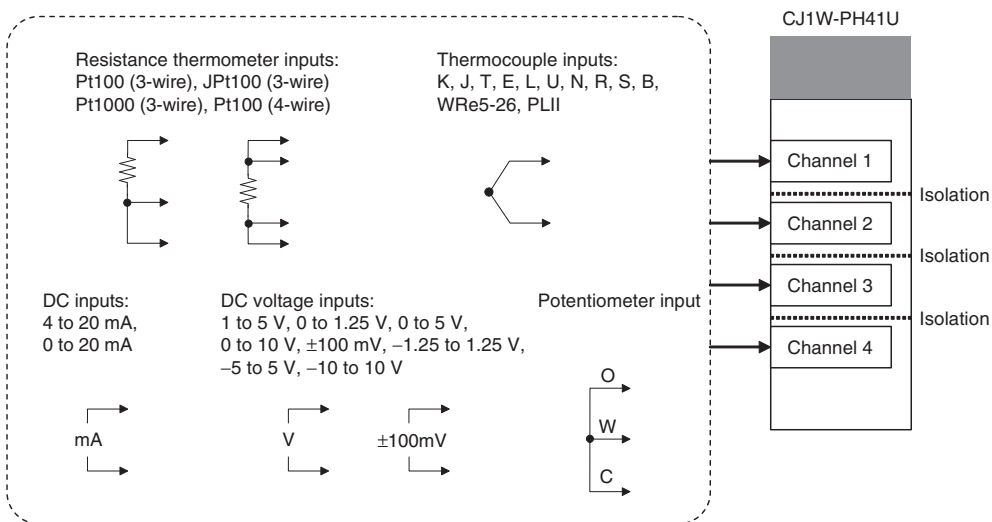 CJ1W-PH41U
Resistance thermometer inputs:
Pt100 (3-wire), JPt100 (3-wire)
Pt1000 (3-wire), Pt100 (4-wire)
Thermocouple inputs:
K, J, T, E, L, U, N, R, S, B,
WRe5-26, PLII
Channel 1
Isolation
Channel 2
Isolation
Channel 3
Isolation
Channel 4
DC inputs:
4 to 20 mA,
0 to 20 mA
DC voltage inputs:
1 to 5 V, 0 to 1.25 V, 0 to 5 V,
0 to 10 V, ±100 mV, −1.25 to 1.25 V,
−5 to 5 V, −10 to 10 V
Potentiometer input
mA
V
±100mV
O
W
C